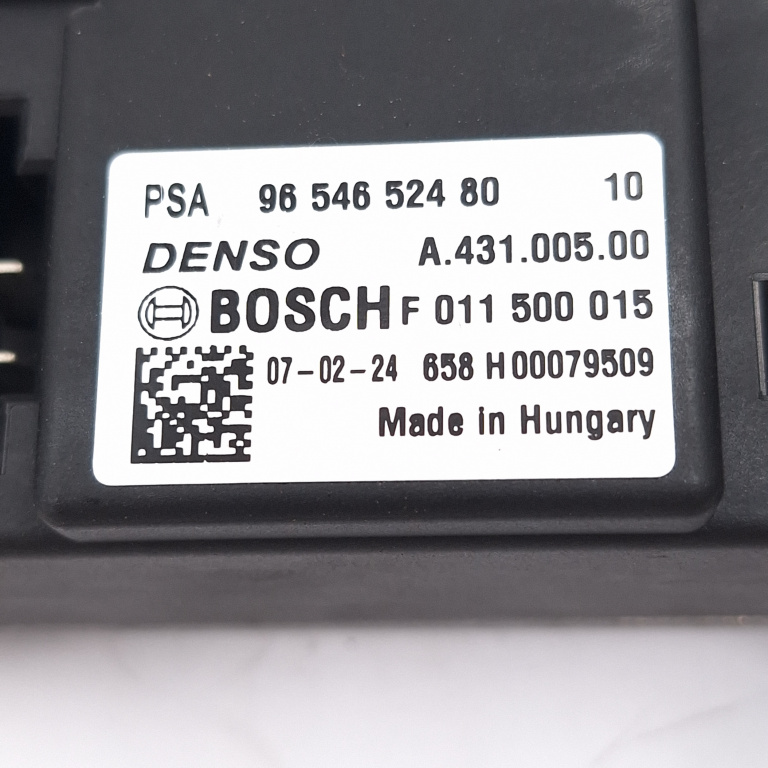 PSA 96 546 524 80 10
DENSO A.431.005.00
BOSCH F 011 500 015
07-02-24 658 H00079509
Made in Hungary